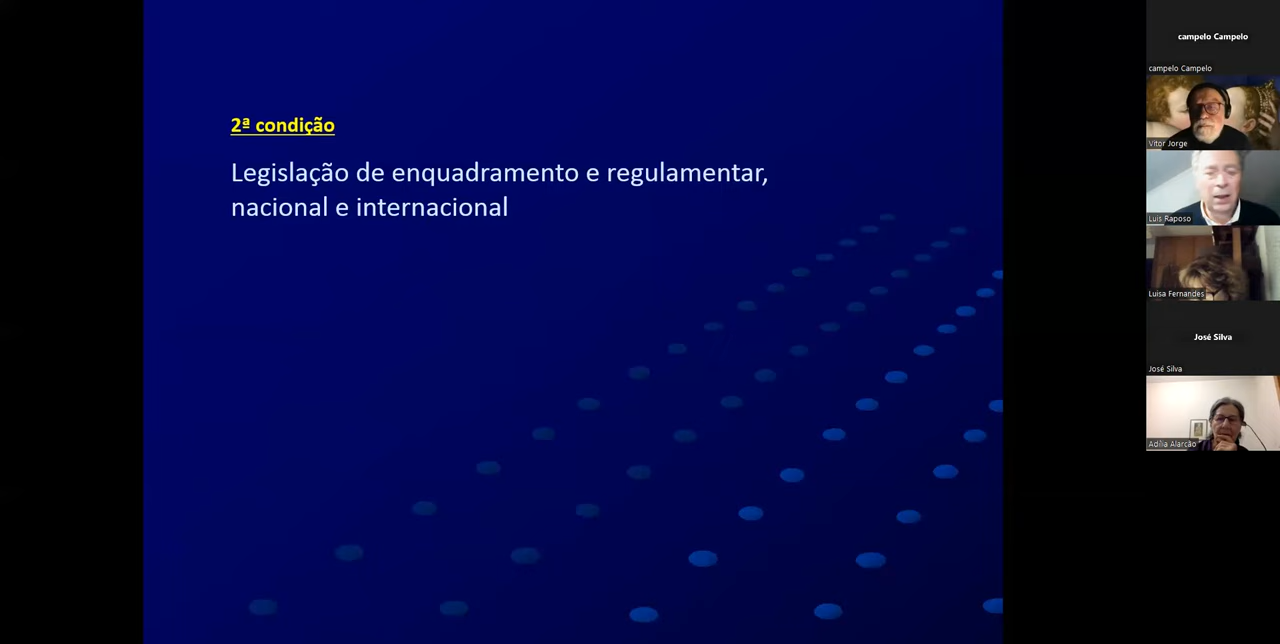 2ª condição
Legislação de enquadramento e regulamentar,
nacional e internacional
campelo Campelo
campelo Campelo
Vitor Jorge
Luis Raposo
Luisa Fernandes
José Silva
José Silva
Adília Alarcão